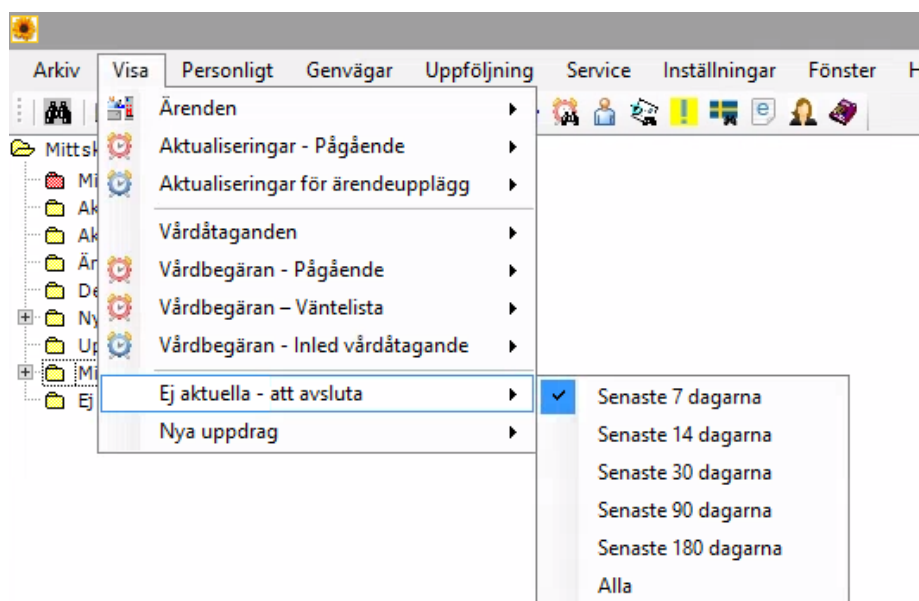 Arkiv Visa Personligt Genvägar Uppföljning Service Inställningar Fönster
Ärenden
Aktualiseringar - Pågående
Aktualiseringar för ärendeupplägg
Vårdåtaganden
Vårdbegäran - Pågående
Vårdbegäran – Väntelista
Vårdbegäran - Inled vårdåtagande
Ej aktuella - att avsluta
Nya uppdrag
Senaste 7 dagarna
Senaste 14 dagarna
Senaste 30 dagarna
Senaste 90 dagarna
Senaste 180 dagarna
Alla